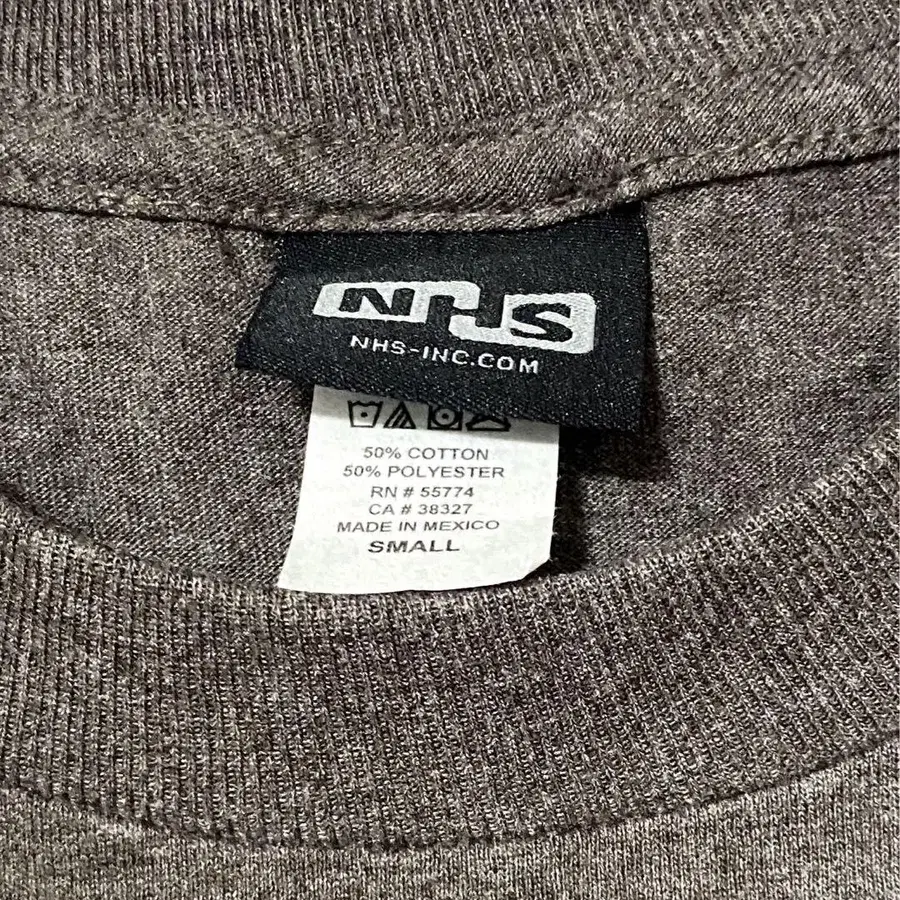 NHS
NHS-INC.COM
50% COTTON
50% POLYESTER
RN # 55774
CA # 38327
MADE IN MEXICO
SMALL